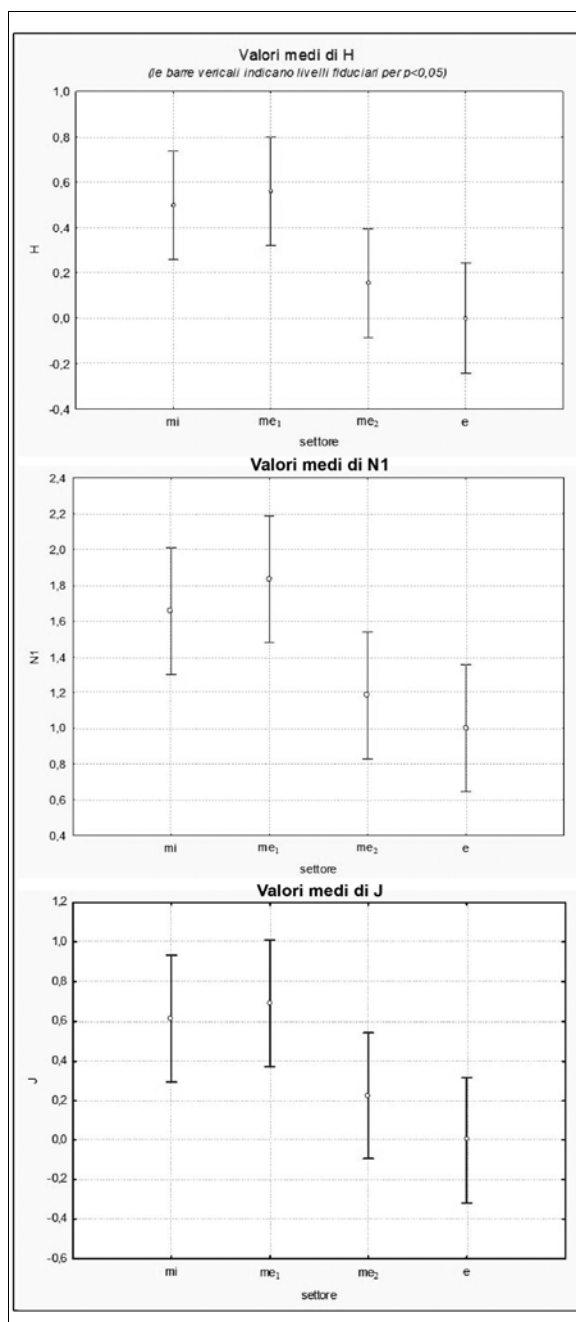 Valori medi di H
(le barre vericali indicano livelli fiduciari per p<0,05)
1,0
0,8
0,6
0,4
0,2
0,0
-0,2
-0,4
H
mi me₁ me₂ e
settore
Valori medi di N1
2,4
2,2
2,0
1,8
1,6
1,4
1,2
1,0
0,8
0,6
0,4
N1
mi me₁ me₂ e
settore
Valori medi di J
1,2
1,0
0,8
0,6
0,4
0,2
0,0
-0,2
-0,4
-0,6
J
mi me₁ me₂ e
settore